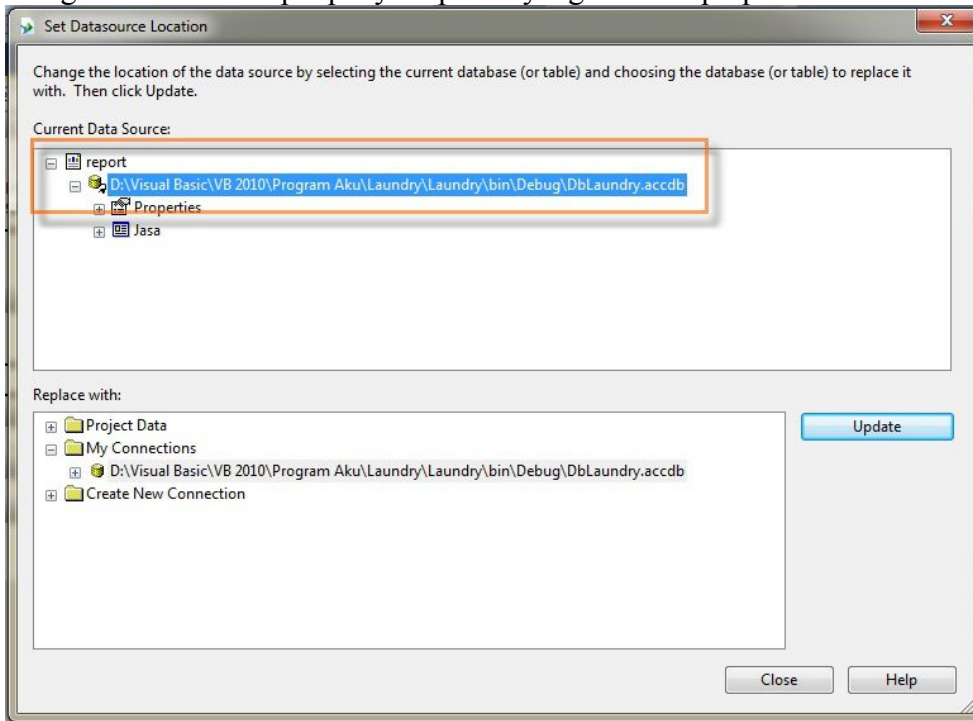 Set Datasource Location
Change the location of the data source by selecting the current database (or table) and choosing the database (or table) to replace it
with. Then click Update.
Current Data Source:
report
D:\Visual Basic\VB 2010\Program Aku\Laundry\Laundry\bin\Debug\DbLaundry.accdb
Properties
Jasa
Replace with:
Project Data
Update
My Connections
D:\Visual Basic\VB 2010\Program Aku\Laundry\Laundry\bin\Debug\DbLaundry.accdb
Create New Connection
Close
Help